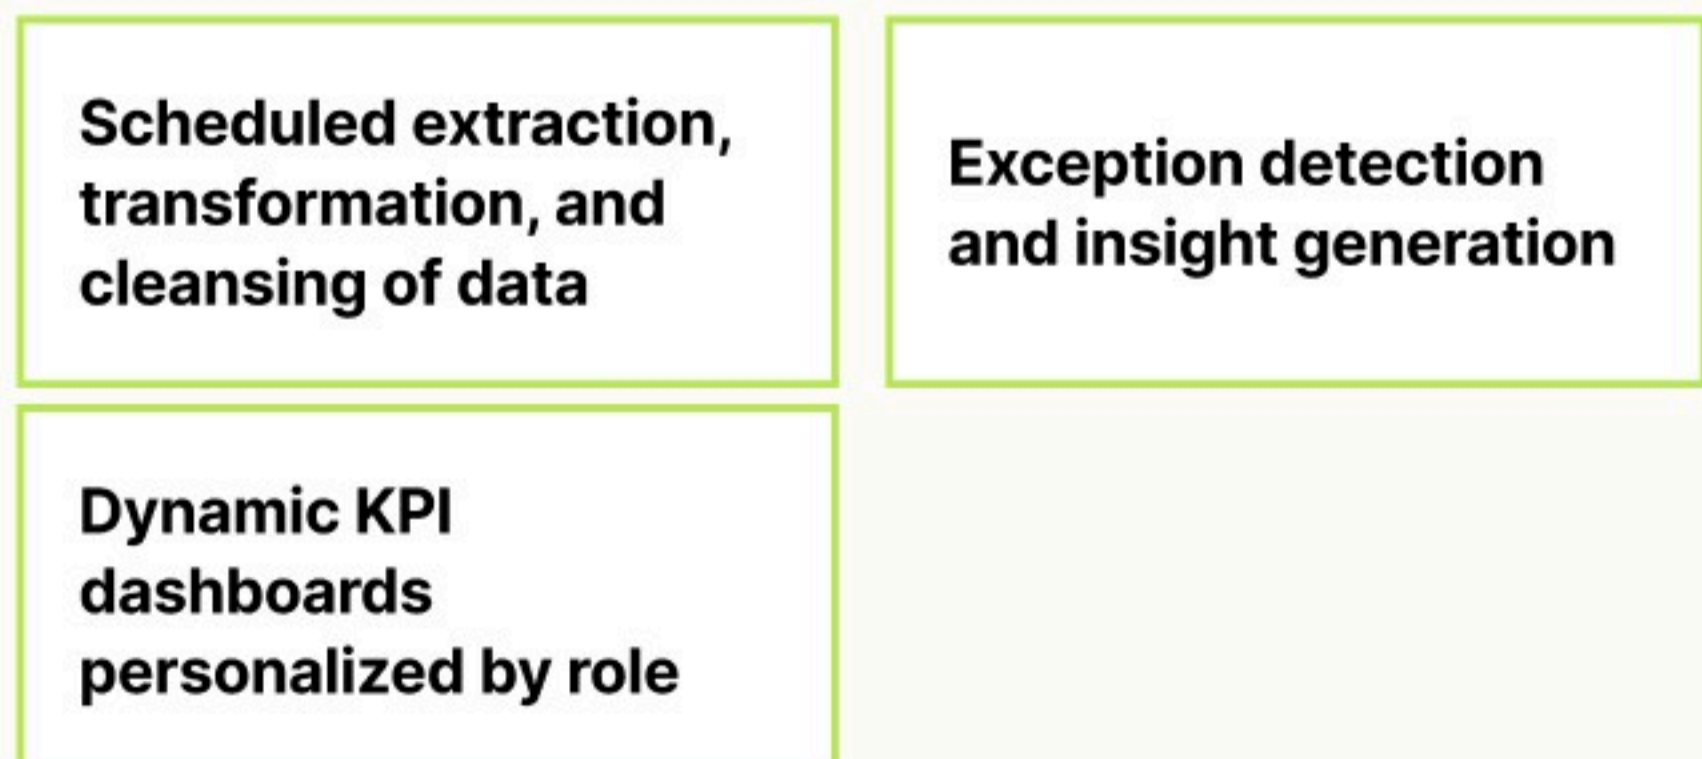 Scheduled extraction,
transformation, and
cleansing of data
Exception detection
and insight generation
Dynamic KPI
dashboards
personalized by role